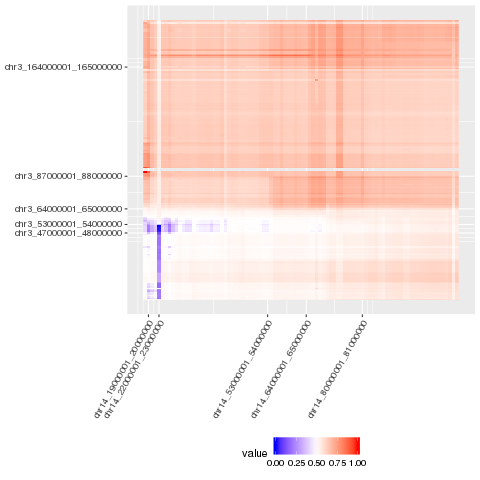 chr3_164000001_165000000
chr3_87000001_88000000
chr3_64000001_65000000
chr3_53000001_54000000
chr3_47000001_48000000
chr14_19000001_20000000
chr14_22000001_23000000
chr14_53000001_54000000
chr14_64000001_65000000
chr14_80000001_81000000
value
0.00 0.25 0.50 0.75 1.00